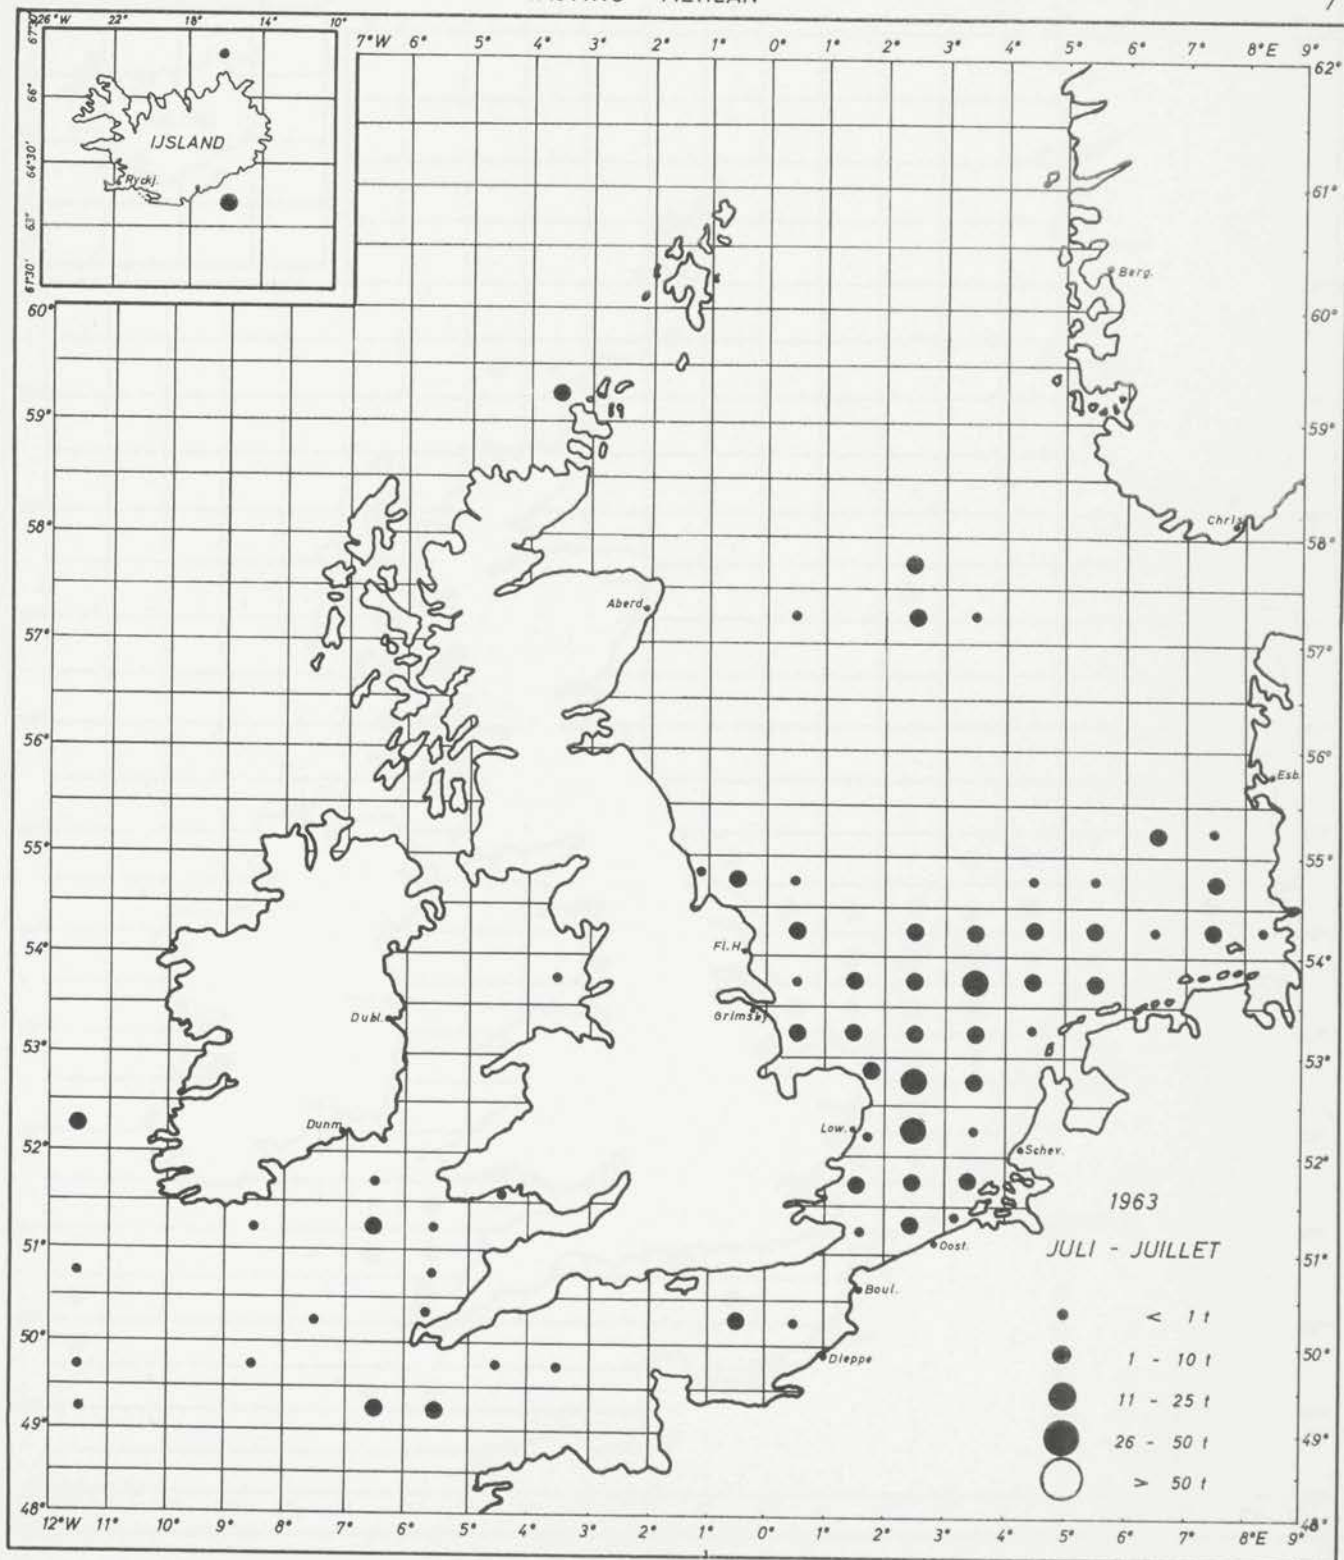 7
26°W 22° 18° 14° 10°
67°30'
66°
64°30'
63°
61°30'
IJSLAND
Ryckj.
7°W 6° 5° 4° 3° 2° 1° 0° 1° 2° 3° 4° 5° 6° 7° 8°E 9°
62°
61°
60° 60°
59° 59°
58° 58°
57° 57°
56° 56°
55° 55°
54° 54°
53° 53°
52° 52°
51° 51°
50° 50°
49° 49°
48° 48°
Berg.
Chris.
Aberd.
Esb.
Fl.H.
Grimsby
Dubl.
Dunm.
Low.
Schev.
Oost.
Boul.
Dieppe
1963
JULI - JUILLET
< 1 t
1 - 10 t
11 - 25 t
26 - 50 t
> 50 t
12°W 11° 10° 9° 8° 7° 6° 5° 4° 3° 2° 1° 0° 1° 2° 3° 4° 5° 6° 7° 8°E 9°